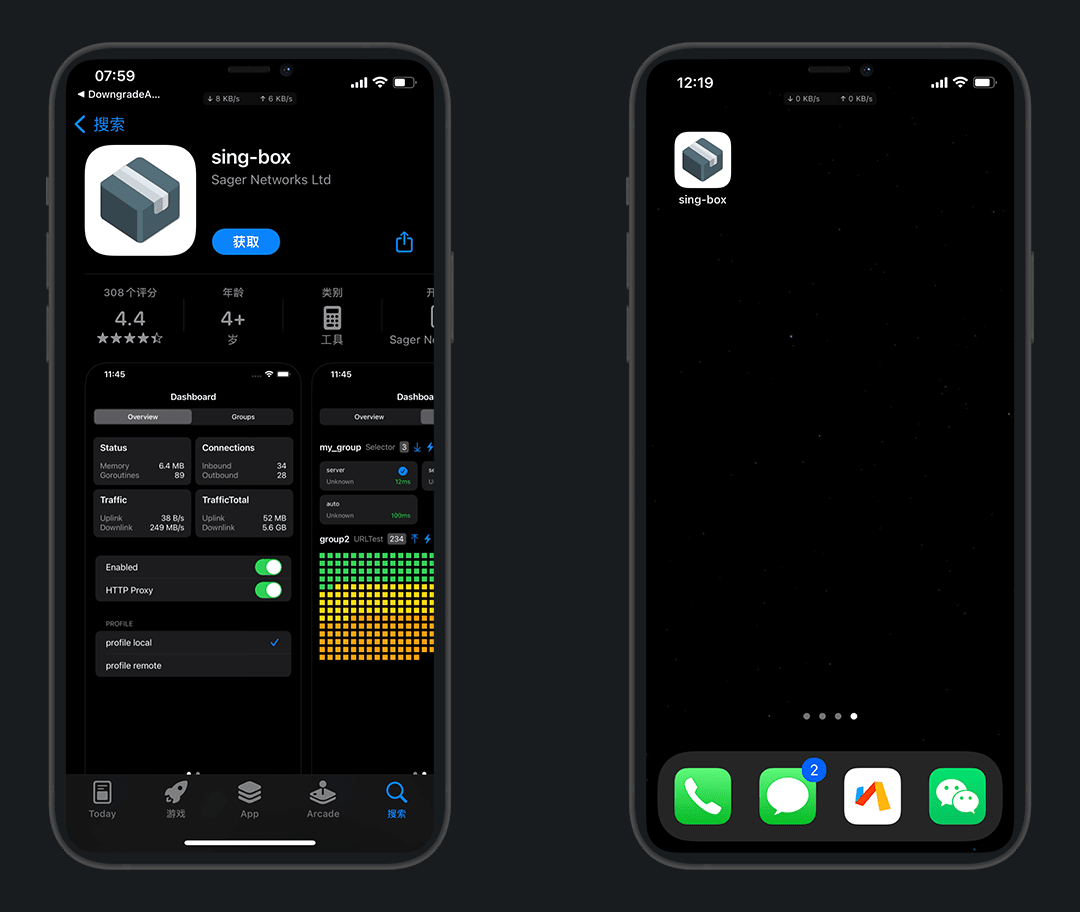 07:59
◀ DowngradeA...
↓ 8 KB/s ↑ 6 KB/s
搜索
sing-box
Sager Networks Ltd
获取
308个评分 年龄 类别
4.4 4+
岁 工具 Sager Ne
11:45
Dashboard
Overview Groups
Status
Memory 6.4 MB
Goroutines 89
Connections
Inbound 34
Outbound 28
Traffic
Uplink 38 B/s
Downlink 249 MB/s
TrafficTotal
Uplink 52 MB
Downlink 5.6 GB
Enabled
HTTP Proxy
PROFILE
profile local
profile remote
11:45
Dashboa
Overview
my_group Selector 3
server
Unknown 12ms
auto
Unknown 100ms
group2 URLTest 234
Today 游戏 App Arcade 搜索
12:19
↓ 0 KB/s ↑ 0 KB/s
sing-box
2